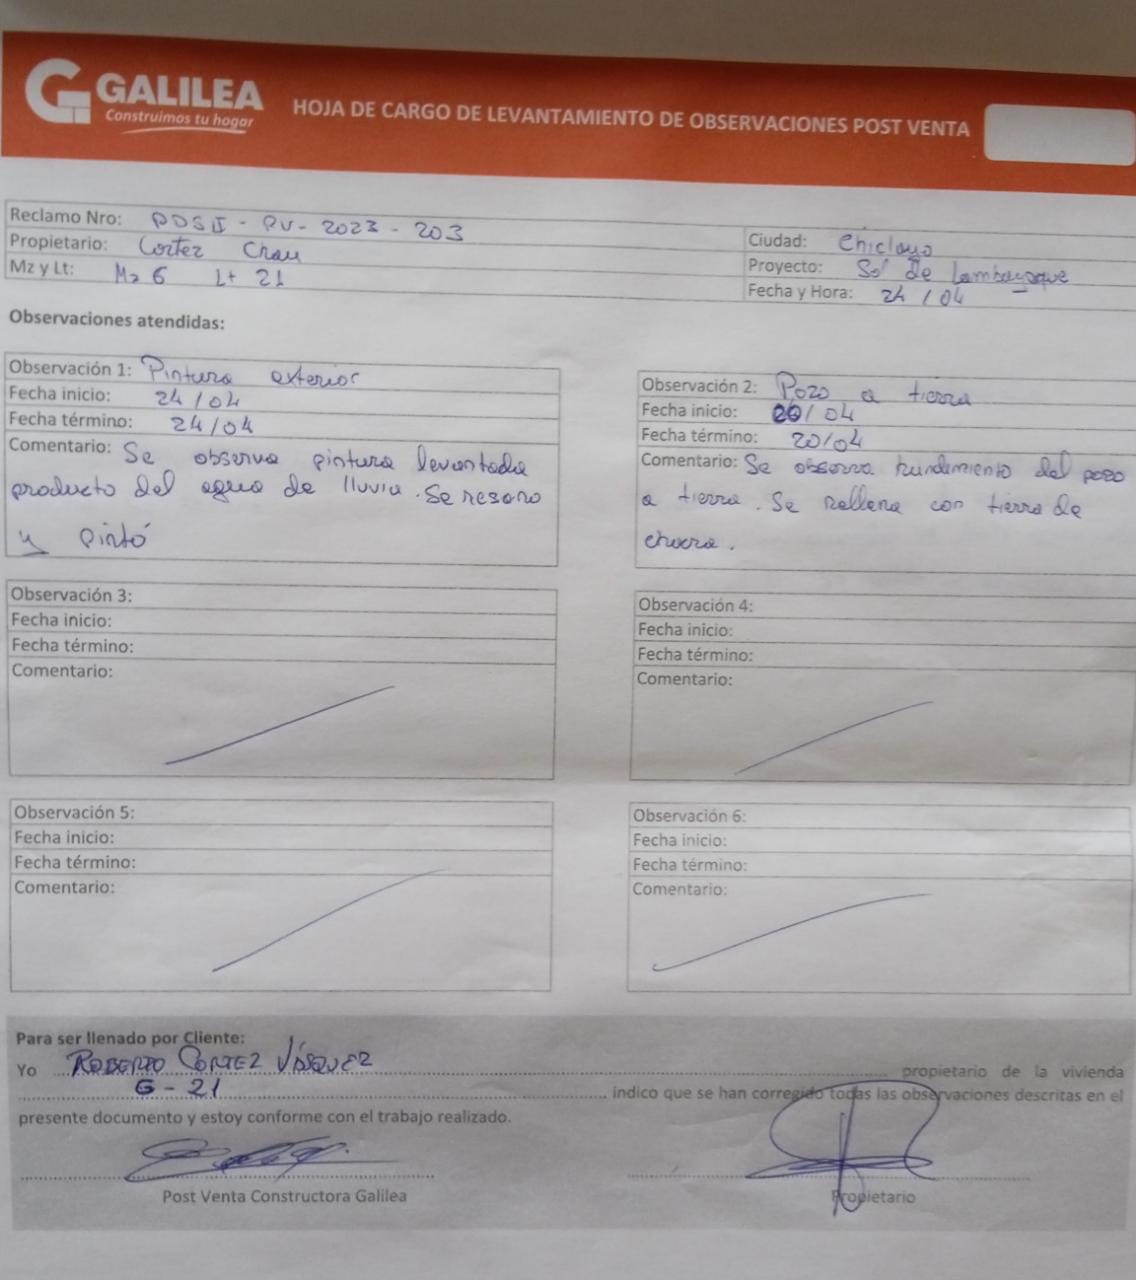 GALILEA
Construimos tu hogar
HOJA DE CARGO DE LEVANTAMIENTO DE OBSERVACIONES POST VENTA
Reclamo Nro: PDSII - PV - 2023 - 203
Propietario: Cortez Chau
Mz y Lt: Mz G Lt 21
Ciudad: Chiclayo
Proyecto: Sol De Lambayeque
Fecha y Hora: 24 / 04
Observaciones atendidas:
Observación 1: Pintura exterior
Fecha inicio: 24/04
Fecha término: 24/04
Comentario: Se observa pintura levantada
producto del agua de lluvia. Se resano
y pintó
Observación 2: Pozo a tierra
Fecha inicio: 20/04
Fecha término: 20/04
Comentario: Se observa hundimiento del pozo
a tierra. Se rellena con tierra de
chacra.
Observación 3:
Fecha inicio:
Fecha término:
Comentario:
Observación 4:
Fecha inicio:
Fecha término:
Comentario:
Observación 5:
Fecha inicio:
Fecha término:
Comentario:
Observación 6:
Fecha inicio:
Fecha término:
Comentario:
Para ser llenado por Cliente:
Yo ROBERTO CORTEZ VÁSQUEZ propietario de la vivienda
G - 21 indico que se han corregido todas las observaciones descritas en el
presente documento y estoy conforme con el trabajo realizado.
Post Venta Constructora Galilea
Propietario